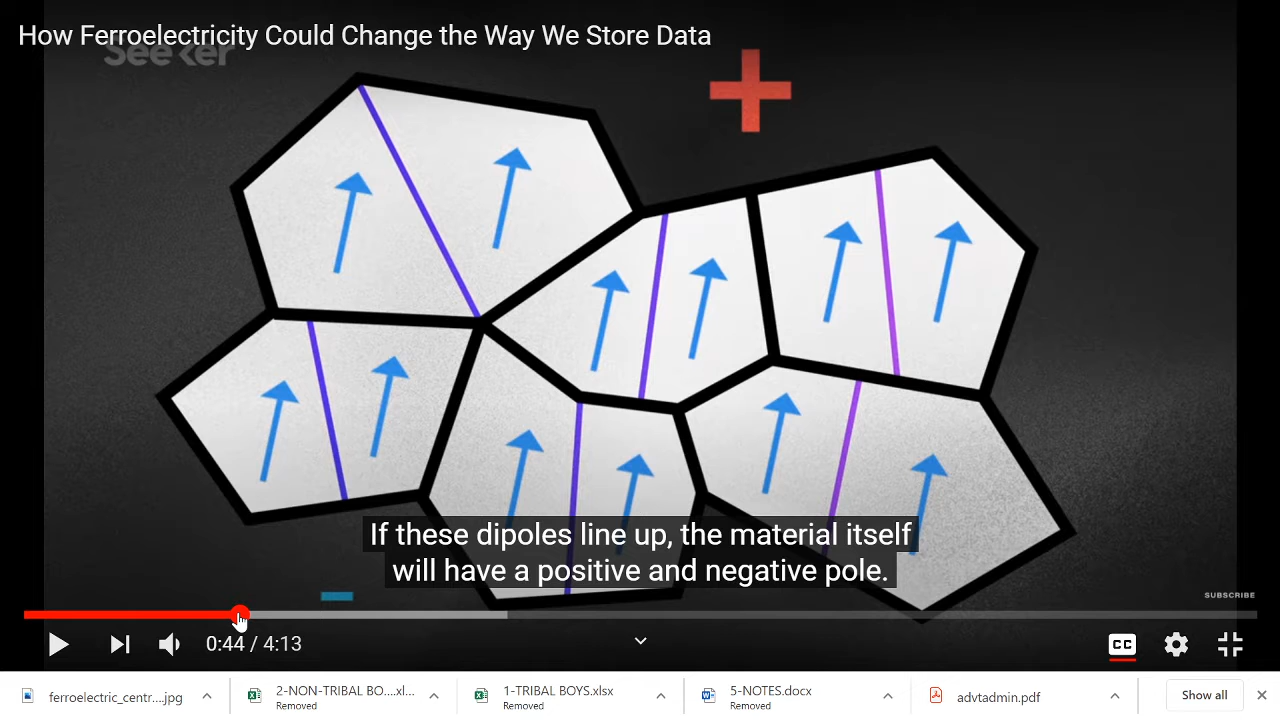 How Ferroelectricity Could Change the Way We Store Data
Seeker
If these dipoles line up, the material itself
will have a positive and negative pole.
SUBSCRIBE
0:44 / 4:13
CC
ferroelectric_centr....jpg
2-NON-TRIBAL BO....xl...
Removed
1-TRIBAL BOYS.xlsx
Removed
5-NOTES.docx
Removed
advtadmin.pdf
Show all